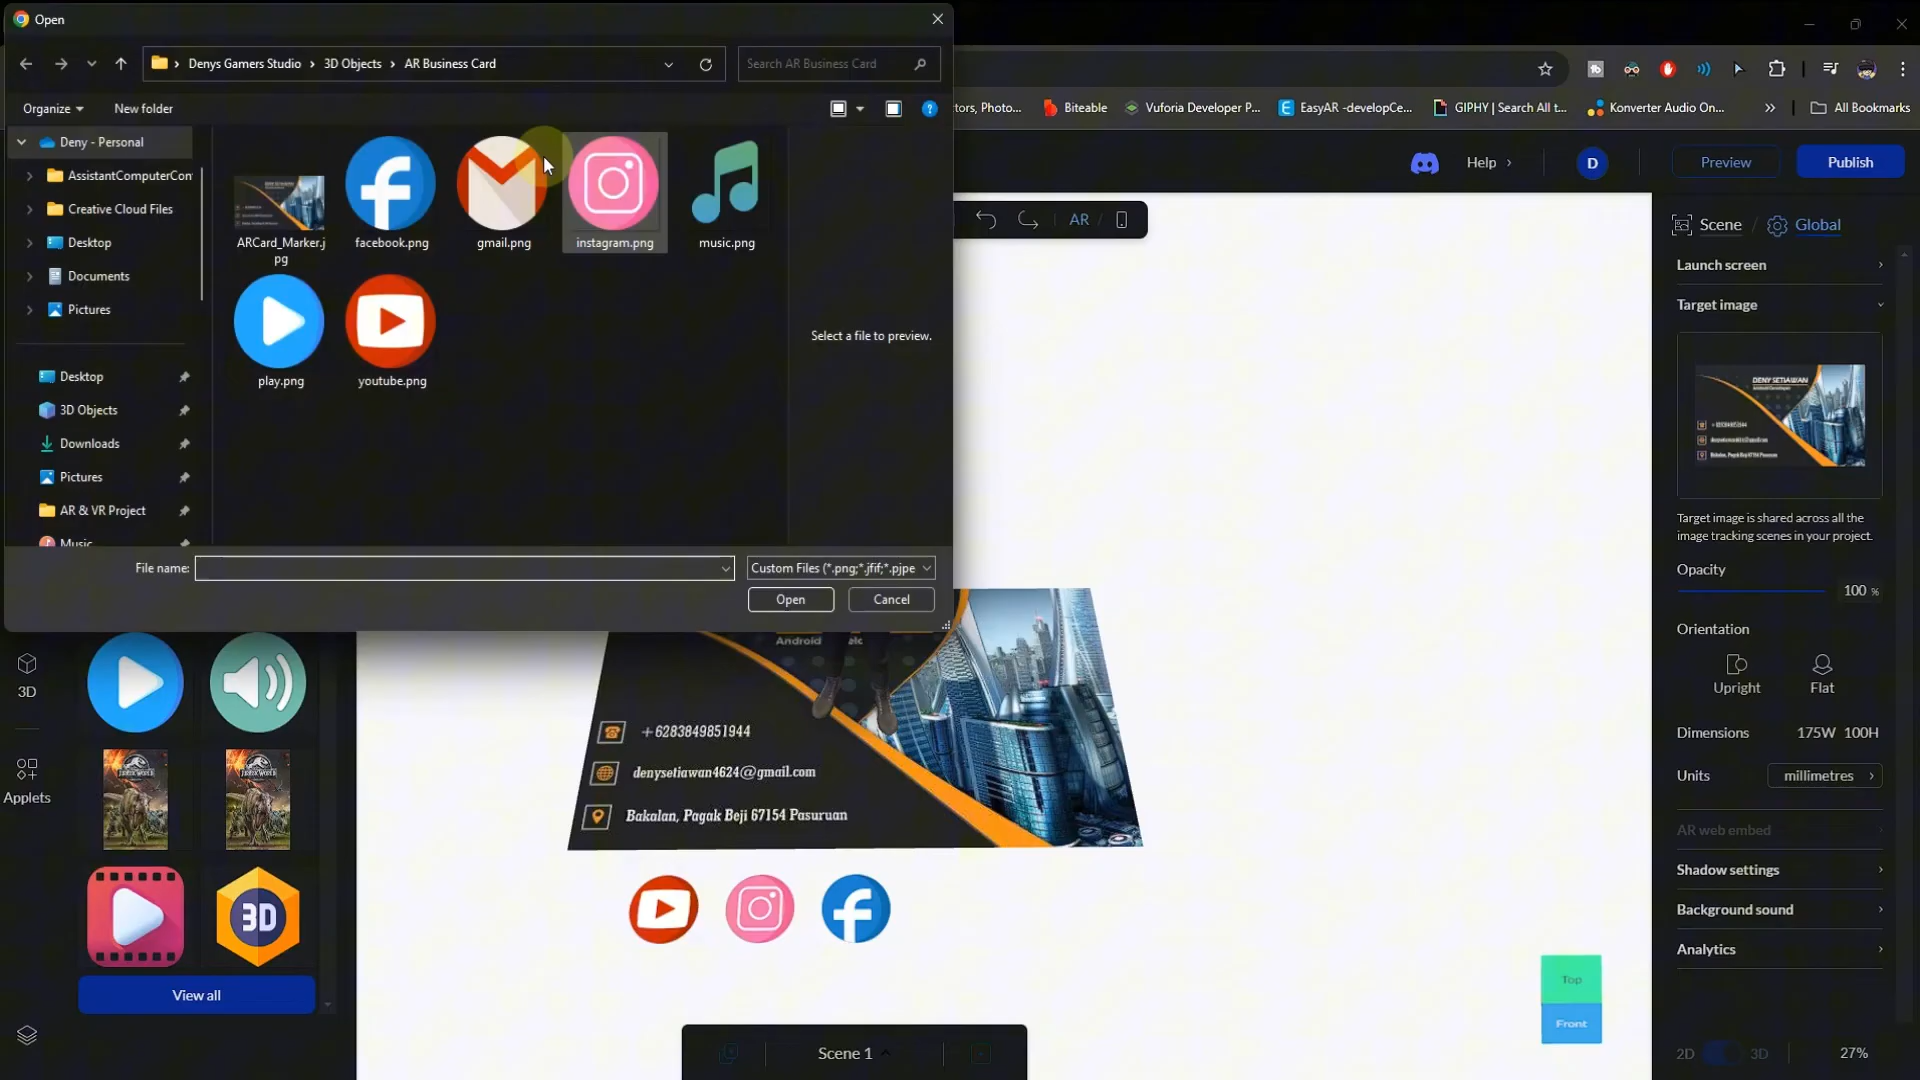 Open
Denys Gamers Studio
3D Objects
AR Business Card
Search AR Business Card
Organize
New folder
Deny - Personal
AssistantComputerCon
Creative Cloud Files
Desktop
Documents
Pictures
Desktop
3D Objects
Downloads
Pictures
AR & VR Project
Music
ARCard_Marker.j
pg
facebook.png
gmail.png
instagram.png
music.png
play.png
youtube.png
Select a file to preview.
File name:
Custom Files (*.png;*.jfif;*.pjpe
Open
Cancel
tors, Photo...
Biteable
Vuforia Developer P...
EasyAR -developCe...
GIPHY | Search All t...
Konverter Audio On...
All Bookmarks
Help
D
Preview
Publish
AR
Scene
/
Global
Launch screen
Target image
DENY SETIAWAN
Target image is shared across all the
image tracking scenes in your project.
Opacity
100 %
Orientation
Upright
Flat
Dimensions
175W 100H
Units
millimetres
AR web embed
Shadow settings
Background sound
Analytics
2D
3D
27%
3D
Applets
JURASSIC WORLD
JURASSIC WORLD
3D
View all
Android
+6283849851944
denysetiawan4624@gmail.com
Bakalan, Pagak Beji 67154 Pasuruan
Top
Front
Scene 1